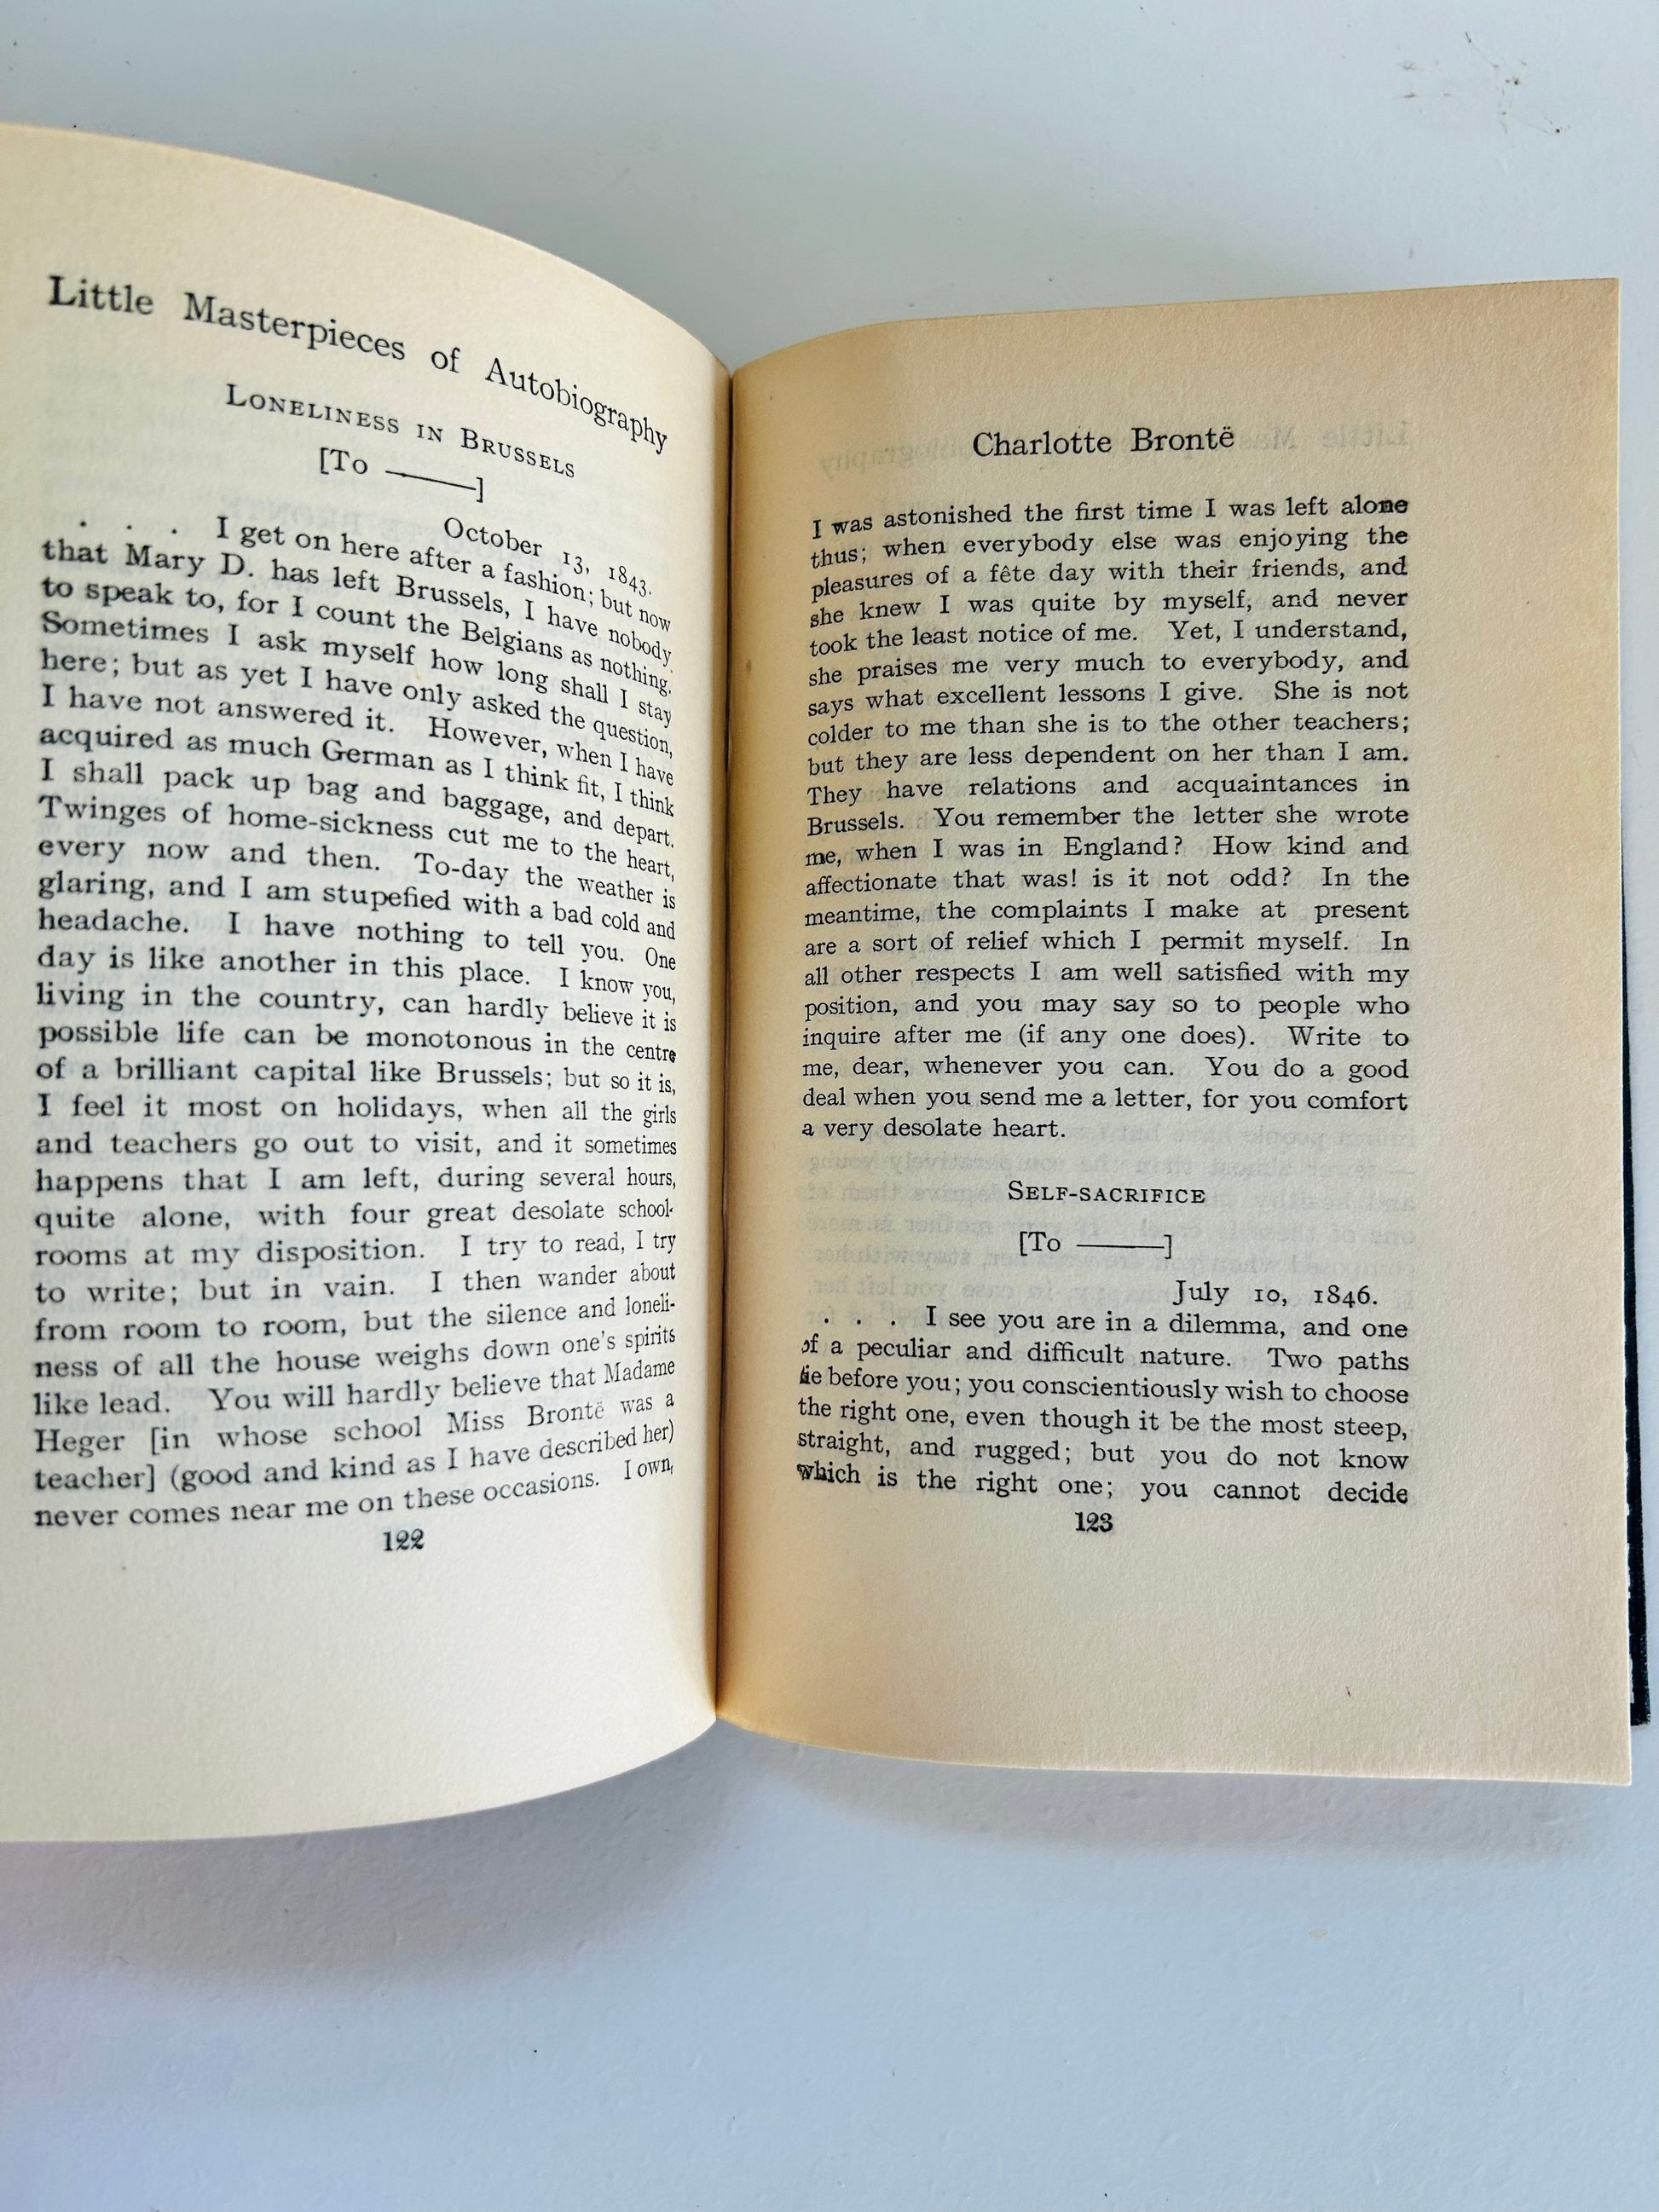 Little Masterpieces of Autobiography
LONELINESS IN BRUSSELS
[To ———]
October 13, 1843.
. . . I get on here after a fashion; but now
that Mary D. has left Brussels, I have nobody
to speak to, for I count the Belgians as nothing.
Sometimes I ask myself how long shall I stay
here; but as yet I have only asked the question,
I have not answered it. However, when I have
acquired as much German as I think fit, I think
I shall pack up bag and baggage, and depart.
Twinges of home-sickness cut me to the heart,
every now and then. To-day the weather is
glaring, and I am stupefied with a bad cold and
headache. I have nothing to tell you. One
day is like another in this place. I know you,
living in the country, can hardly believe it is
possible life can be monotonous in the centre
of a brilliant capital like Brussels; but so it is,
I feel it most on holidays, when all the girls
and teachers go out to visit, and it sometimes
happens that I am left, during several hours,
quite alone, with four great desolate school-
rooms at my disposition. I try to read, I try
to write; but in vain. I then wander about
from room to room, but the silence and loneli-
ness of all the house weighs down one's spirits
like lead. You will hardly believe that Madame
Heger [in whose school Miss Brontë was a
teacher] (good and kind as I have described her)
never comes near me on these occasions. I own,
122
Charlotte Brontë
I was astonished the first time I was left alone
thus; when everybody else was enjoying the
pleasures of a fête day with their friends, and
she knew I was quite by myself, and never
took the least notice of me. Yet, I understand,
she praises me very much to everybody, and
says what excellent lessons I give. She is not
colder to me than she is to the other teachers;
but they are less dependent on her than I am.
They have relations and acquaintances in
Brussels. You remember the letter she wrote
me, when I was in England? How kind and
affectionate that was! is it not odd? In the
meantime, the complaints I make at present
are a sort of relief which I permit myself. In
all other respects I am well satisfied with my
position, and you may say so to people who
inquire after me (if any one does). Write to
me, dear, whenever you can. You do a good
deal when you send me a letter, for you comfort
a very desolate heart.
SELF-SACRIFICE
[To ———]
July 10, 1846.
. . . I see you are in a dilemma, and one
of a peculiar and difficult nature. Two paths
lie before you; you conscientiously wish to choose
the right one, even though it be the most steep,
straight, and rugged; but you do not know
which is the right one; you cannot decide
123